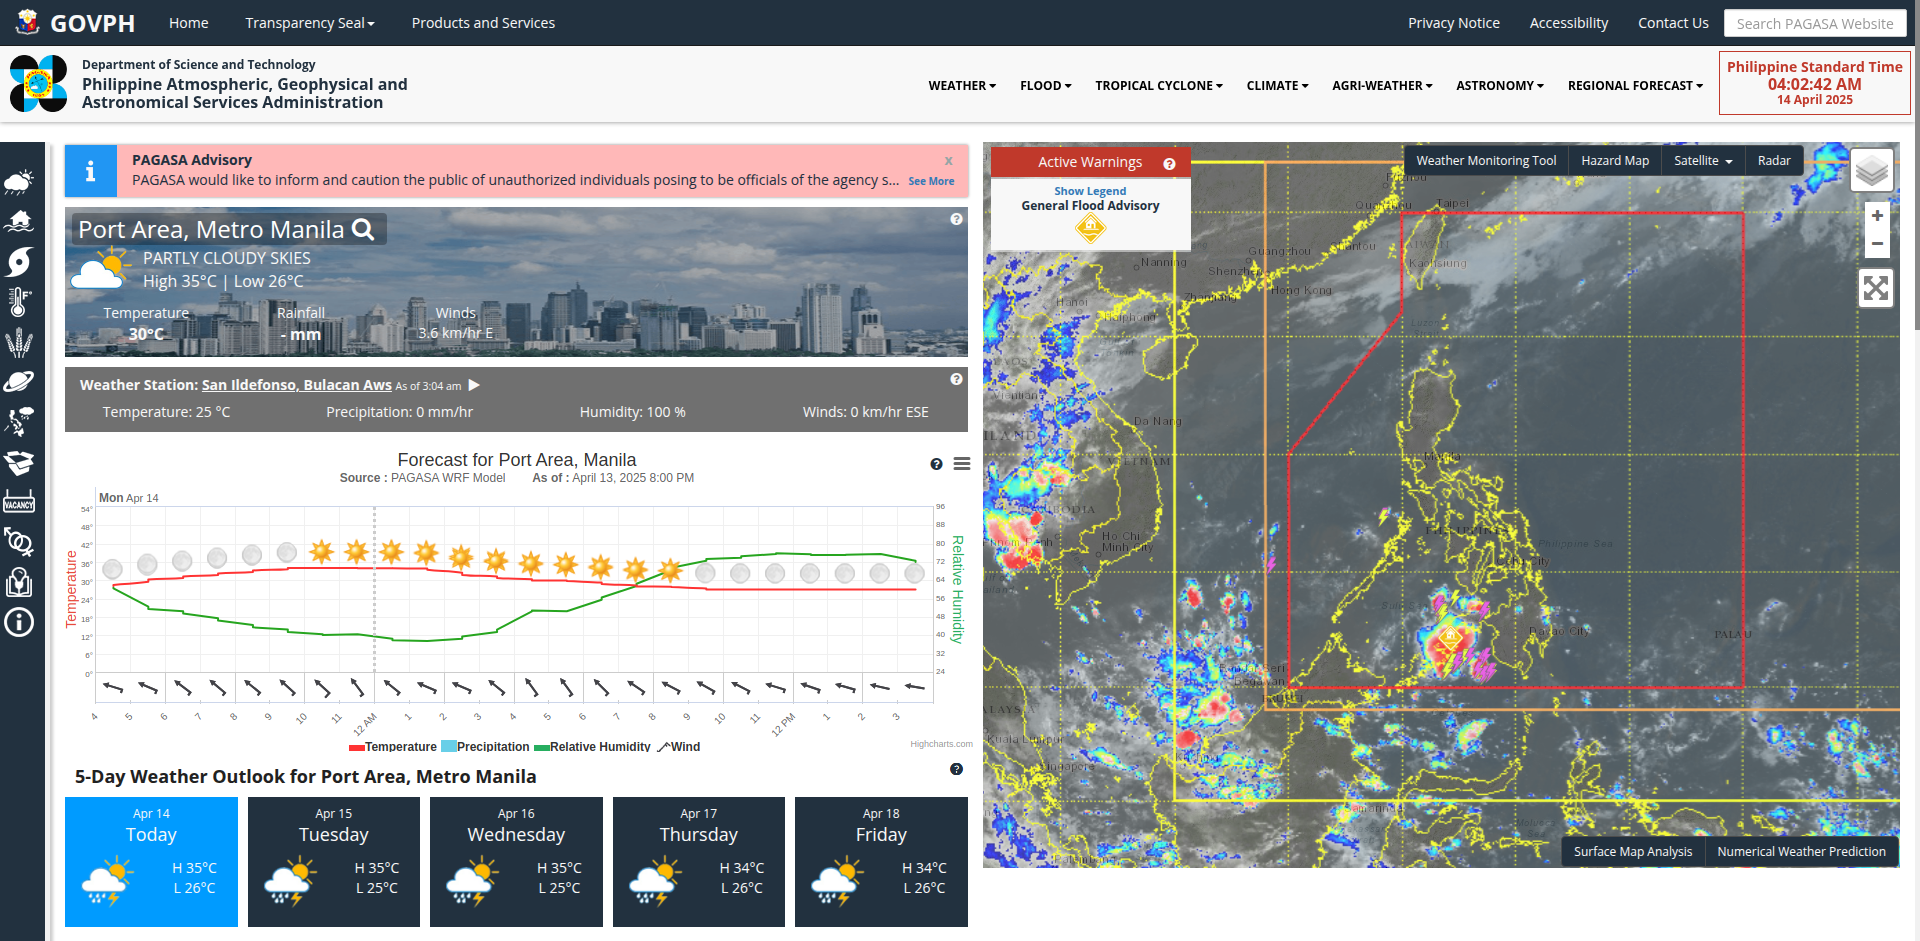 GOVPH Home Transparency Seal Products and Services Privacy Notice Accessibility Contact Us Search PAGASA Website
Department of Science and Technology
Philippine Atmospheric, Geophysical and
Astronomical Services Administration
WEATHER FLOOD TROPICAL CYCLONE CLIMATE AGRI-WEATHER ASTRONOMY REGIONAL FORECAST
Philippine Standard Time
04:02:42 AM
14 April 2025
PAGASA Advisory x
PAGASA would like to inform and caution the public of unauthorized individuals posing to be officials of the agency s... See More
Port Area, Metro Manila
PARTLY CLOUDY SKIES
High 35°C | Low 26°C
Temperature Rainfall Winds
30°C - mm 3.6 km/hr E
Weather Station: San Ildefonso, Bulacan Aws As of 3:04 am
Temperature: 25 °C Precipitation: 0 mm/hr Humidity: 100 % Winds: 0 km/hr ESE
Forecast for Port Area, Manila
Source : PAGASA WRF Model As of : April 13, 2025 8:00 PM
Mon Apr 14
54° 96
48° 88
42° 80
36° 72
30° 64
24° 56
18° 48
12° 40
6° 32
0° 24
Temperature
Relative Humidity
4 5 6 7 8 9 10 11 12 AM 1 2 3 4 5 6 7 8 9 10 11 12 PM 1 2 3
Temperature Precipitation Relative Humidity Wind
Highcharts.com
5-Day Weather Outlook for Port Area, Metro Manila
Apr 14 Apr 15 Apr 16 Apr 17 Apr 18
Today Tuesday Wednesday Thursday Friday
H 35°C H 35°C H 35°C H 34°C H 34°C
L 26°C L 25°C L 25°C L 26°C L 26°C
VACANCY
Active Warnings
Show Legend
General Flood Advisory
Weather Monitoring Tool Hazard Map Satellite Radar
+
−
Taipei
Guangzhou
Nanning
Shenzhen
Kaohsiung
Hong Kong
Hanoi
Haiphong
Da Nang
VIETNAM
Ho Chi
Minh City
Philippine Sea
Davao City
PALAU
Kuala Lumpur
Singapore
Surface Map Analysis Numerical Weather Prediction